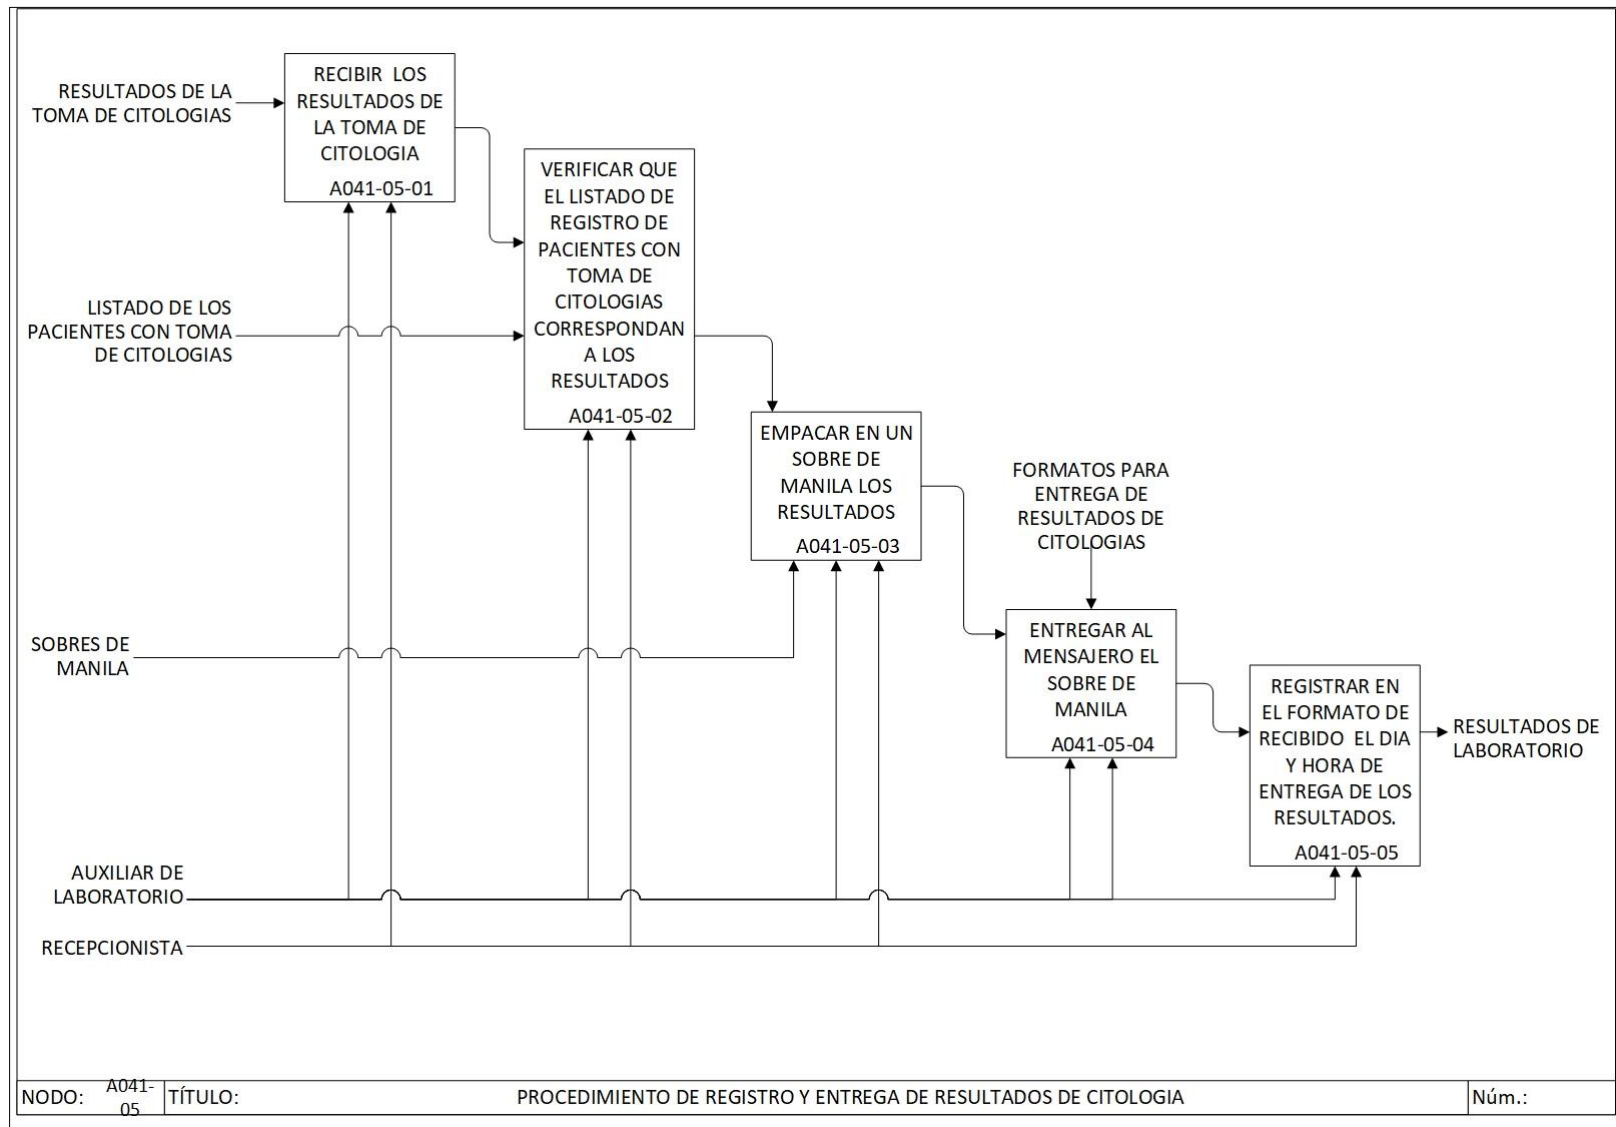 RESULTADOS DE LA
TOMA DE CITOLOGIAS
RECIBIR LOS
RESULTADOS DE
LA TOMA DE
CITOLOGIA
A041-05-01
LISTADO DE LOS
PACIENTES CON TOMA
DE CITOLOGIAS
VERIFICAR QUE
EL LISTADO DE
REGISTRO DE
PACIENTES CON
TOMA DE
CITOLOGIAS
CORRESPONDAN
A LOS
RESULTADOS
A041-05-02
EMPACAR EN UN
SOBRE DE
MANILA LOS
RESULTADOS
A041-05-03
FORMATOS PARA
ENTREGA DE
RESULTADOS DE
CITOLOGIAS
SOBRES DE
MANILA
ENTREGAR AL
MENSAJERO EL
SOBRE DE
MANILA
A041-05-04
REGISTRAR EN
EL FORMATO DE
RECIBIDO EL DIA
Y HORA DE
ENTREGA DE LOS
RESULTADOS.
A041-05-05
RESULTADOS DE
LABORATORIO
AUXILIAR DE
LABORATORIO
RECEPCIONISTA
NODO:
A041-
05
TÍTULO:
PROCEDIMIENTO DE REGISTRO Y ENTREGA DE RESULTADOS DE CITOLOGIA
Núm.: